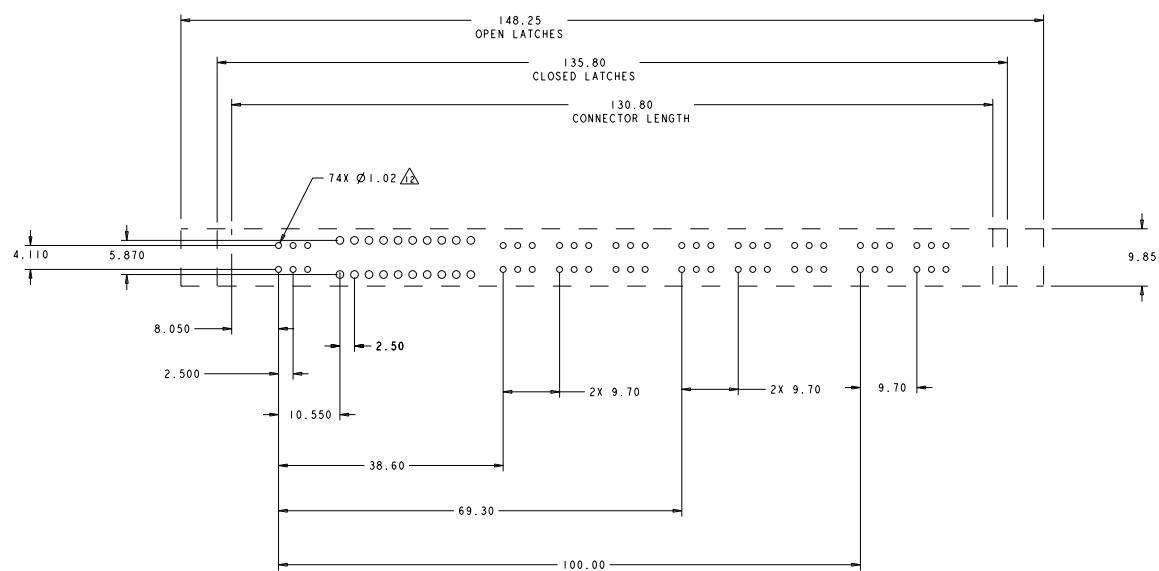 148.25
OPEN LATCHES
135.80
CLOSED LATCHES
130.80
CONNECTOR LENGTH
74X Ø1.02 12
4.110
5.870
9.85
8.050
2.50
2.500
2X 9.70
2X 9.70
9.70
10.550
38.60
69.30
100.00